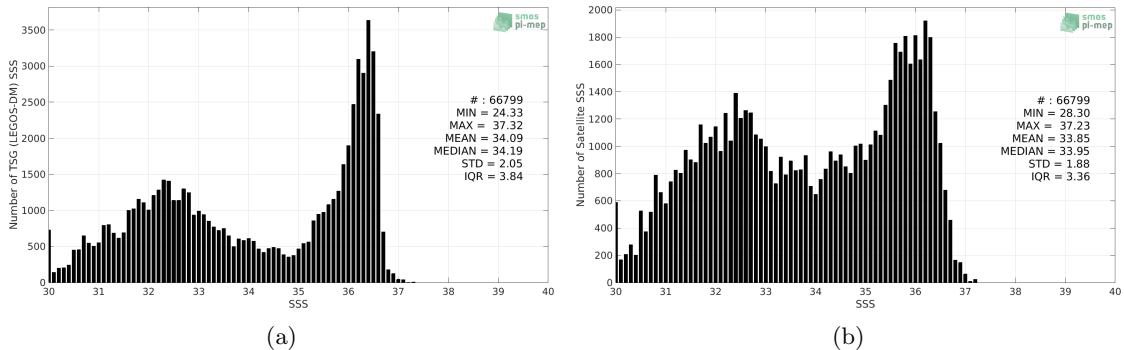 smos
pi-mep
Number of TSG (LEGOS-DM) SSS
3500
3000
2500
2000
1500
1000
500
0
# : 66799
MIN = 24.33
MAX = 37.32
MEAN = 34.09
MEDIAN = 34.19
STD = 2.05
IQR = 3.84
30 31 32 33 34 35 36 37 38 39 40
SSS
(a)
smos
pi-mep
Number of Satellite SSS
2000
1800
1600
1400
1200
1000
800
600
400
200
0
# : 66799
MIN = 28.30
MAX = 37.23
MEAN = 33.85
MEDIAN = 33.95
STD = 1.88
IQR = 3.36
30 31 32 33 34 35 36 37 38 39 40
SSS
(b)